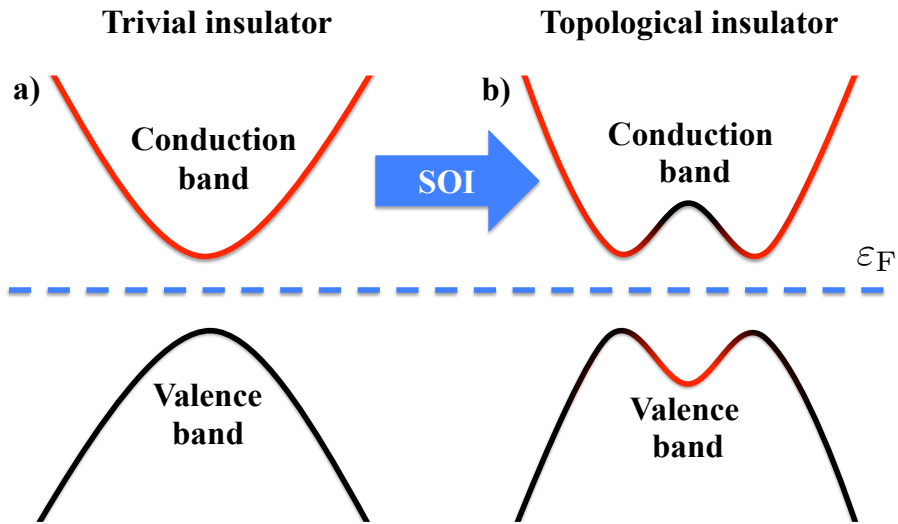 Trivial insulator
Topological insulator
a)
b)
Conduction
band
Conduction
band
SOI
εF
Valence
band
Valence
band